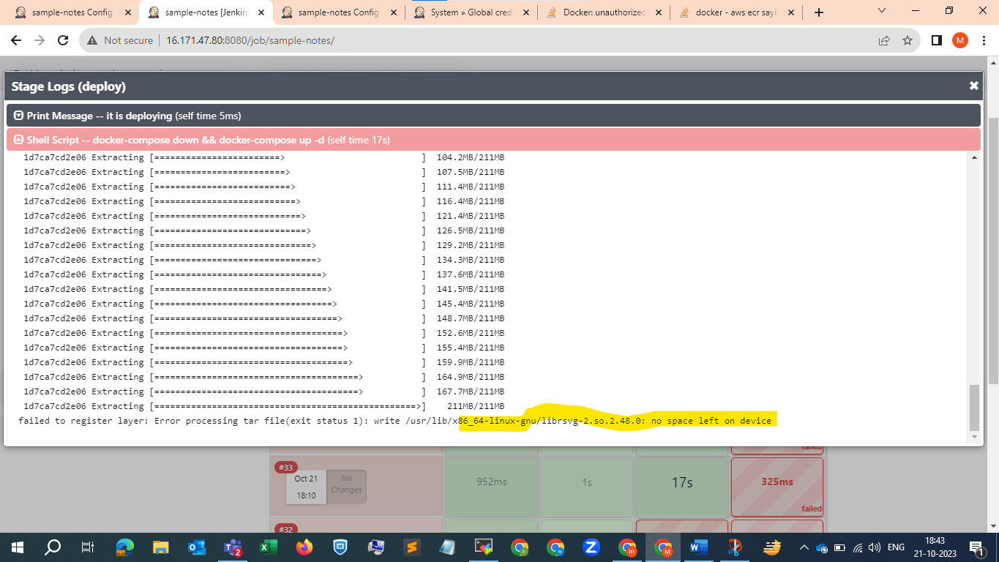 sample-notes Config
sample-notes [Jenkins
sample-notes Config
System » Global cred
Docker: unauthorized
docker - aws ecr sayi
Not secure
16.171.47.80:8080/job/sample-notes/
M
Stage Logs (deploy)
Print Message -- it is deploying (self time 5ms)
Shell Script -- docker-compose down && docker-compose up -d (self time 17s)
1d7ca7cd2e06 Extracting [========================> ] 104.2MB/211MB
1d7ca7cd2e06 Extracting [=========================> ] 107.5MB/211MB
1d7ca7cd2e06 Extracting [==========================> ] 111.4MB/211MB
1d7ca7cd2e06 Extracting [===========================> ] 116.4MB/211MB
1d7ca7cd2e06 Extracting [============================> ] 121.4MB/211MB
1d7ca7cd2e06 Extracting [=============================> ] 126.5MB/211MB
1d7ca7cd2e06 Extracting [==============================> ] 129.2MB/211MB
1d7ca7cd2e06 Extracting [===============================> ] 134.3MB/211MB
1d7ca7cd2e06 Extracting [================================> ] 137.6MB/211MB
1d7ca7cd2e06 Extracting [=================================> ] 141.5MB/211MB
1d7ca7cd2e06 Extracting [==================================> ] 145.4MB/211MB
1d7ca7cd2e06 Extracting [===================================> ] 148.7MB/211MB
1d7ca7cd2e06 Extracting [====================================> ] 152.6MB/211MB
1d7ca7cd2e06 Extracting [====================================> ] 155.4MB/211MB
1d7ca7cd2e06 Extracting [=====================================> ] 159.9MB/211MB
1d7ca7cd2e06 Extracting [=======================================> ] 164.9MB/211MB
1d7ca7cd2e06 Extracting [=======================================> ] 167.7MB/211MB
1d7ca7cd2e06 Extracting [==================================================>] 211MB/211MB
failed to register layer: Error processing tar file(exit status 1): write /usr/lib/x86_64-linux-gnu/librsvg-2.so.2.48.0: no space left on device
failed
#33
Oct 21
18:10
No
Changes
952ms
1s
17s
325ms
failed
#32
2
ENG
18:43
21-10-2023
1